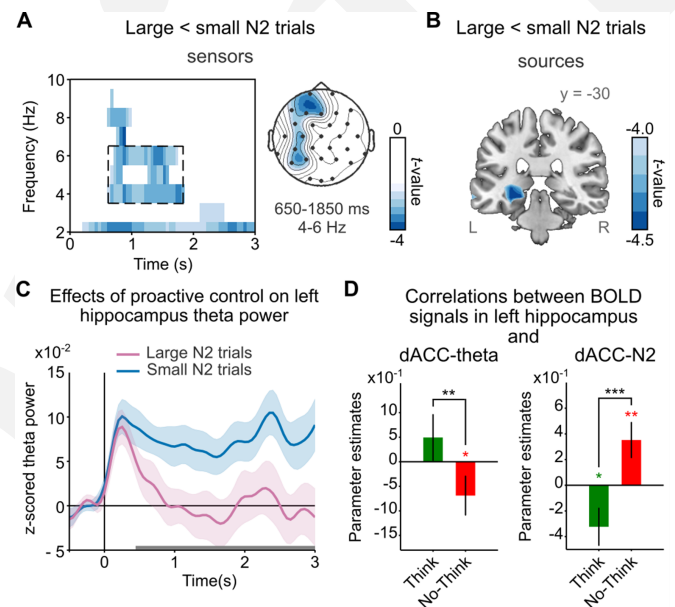 A
Large < small N2 trials
sensors
Frequency (Hz)
10
8
6
4
2
0
1
2
3
Time (s)
650-1850 ms
4-6 Hz
0
t-value
-4
B
Large < small N2 trials
sources
y = -30
L
R
-4.0
t-value
-4.5
C
Effects of proactive control on left
hippocampus theta power
x10-2
Large N2 trials
Small N2 trials
z-scored theta power
15
10
5
0
- 5
0
1
2
3
Time(s)
D
Correlations between BOLD
signals in left hippocampus
and
dACC-theta
x10-1
Parameter estimates
10
5
0
-5
-10
-15
**
*
Think
No-Think
dACC-N2
x10-1
Parameter estimates
6
4
2
0
-2
-4
***
**
*
Think
No-Think